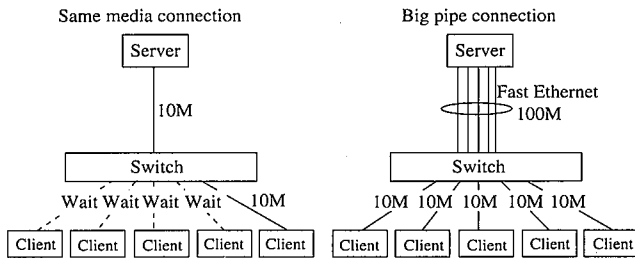 Same media connection
Server
10M
Switch
Wait Wait Wait Wait 10M
Client Client Client Client Client
Big pipe connection
Server
Fast Ethernet
100M
Switch
10M 10M 10M 10M 10M
Client Client Client Client Client